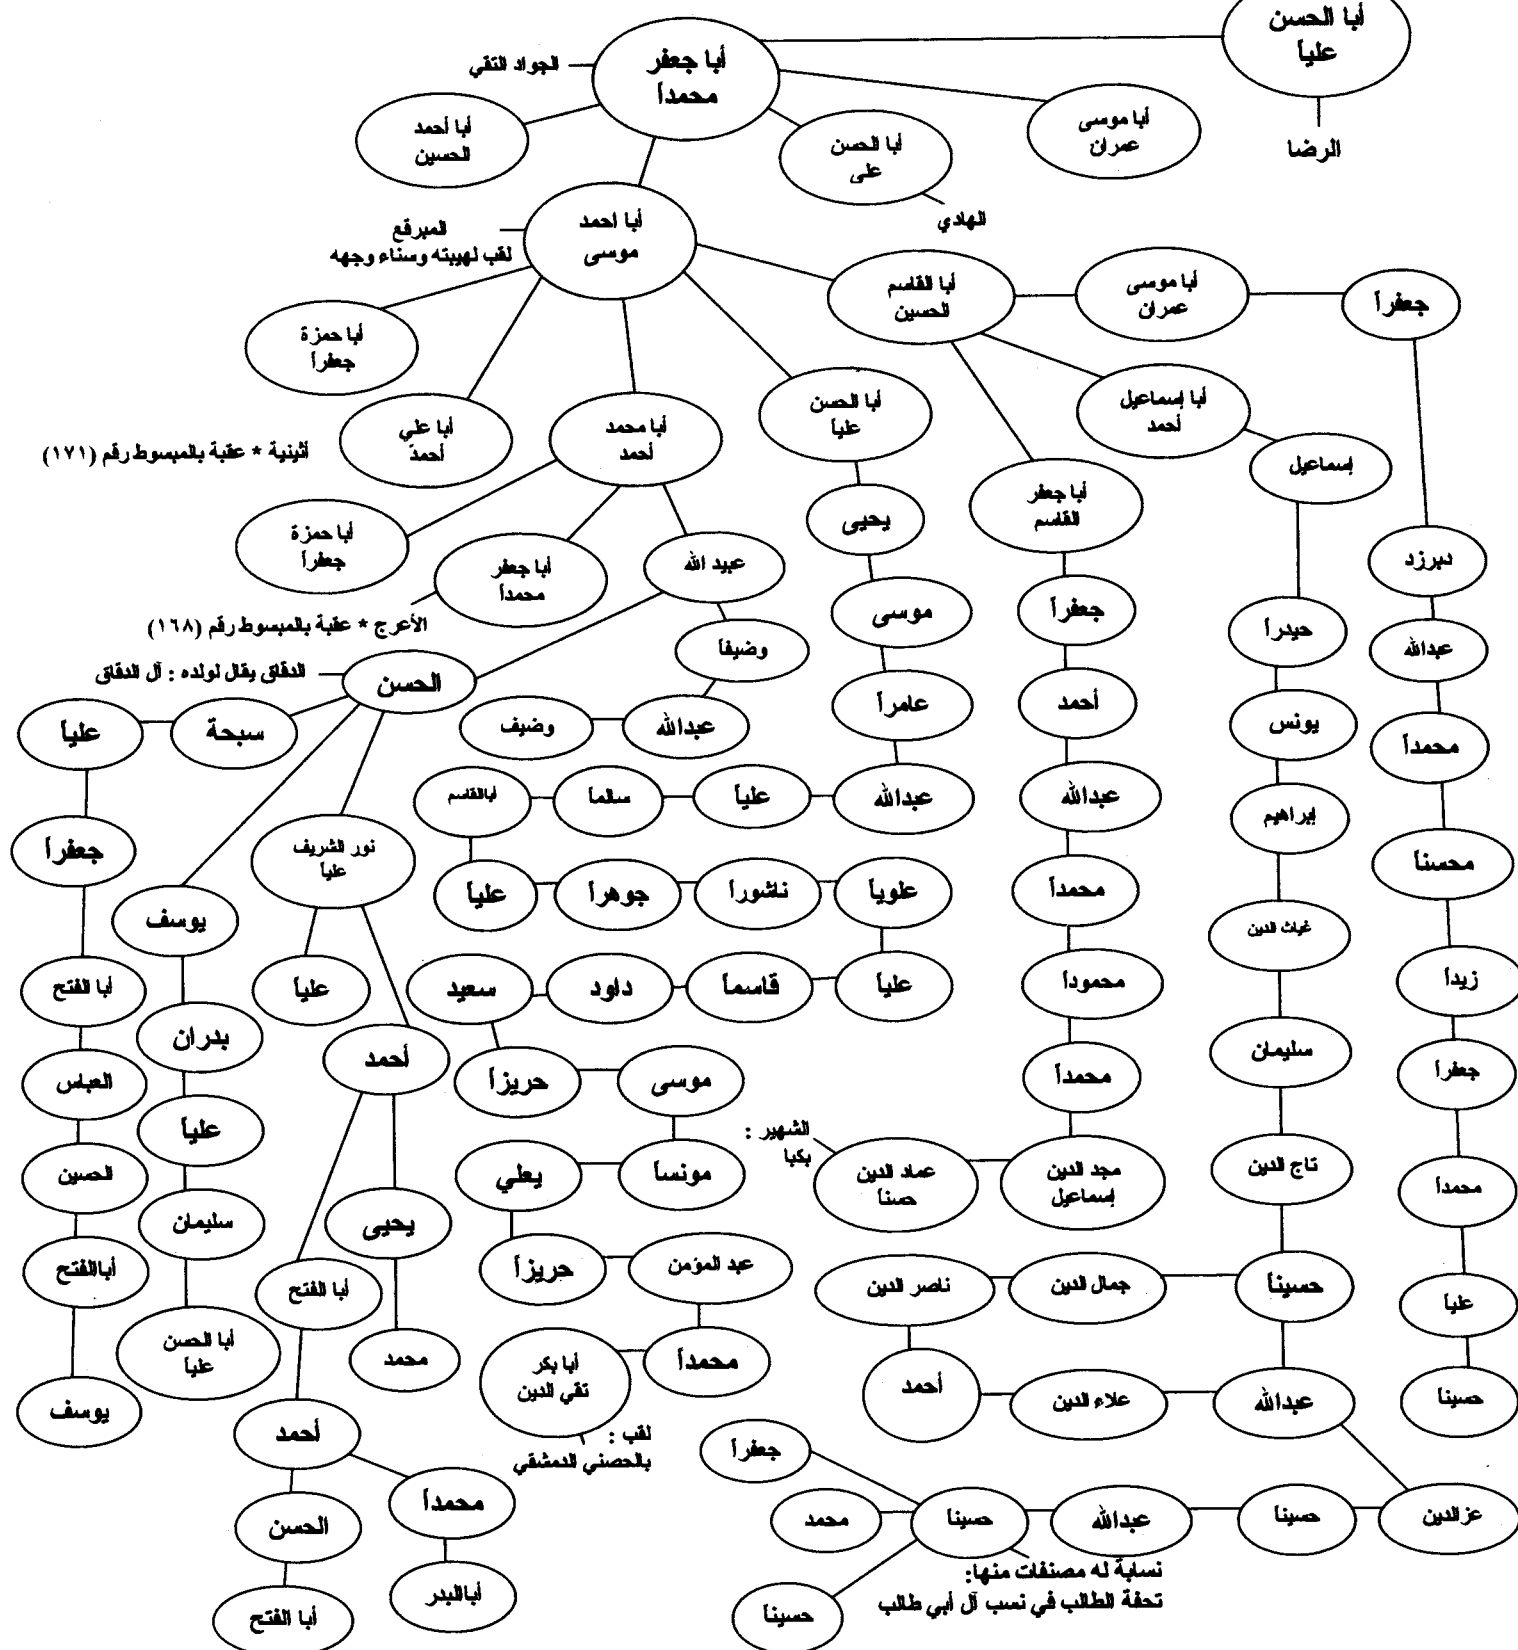 أبا الحسن
علياً
الرضا
أبا جعفر
محمداً
الجواد التقي
أبا موسى
عمران
أبا الحسن
على
الهادي
أبا أحمد
الحسين
أبا احمد
موسى
المبرقع
لقب لهيبته وسناء وجهه
أبا القاسم
الحسين
أبا موسى
عمران
جعفراً
أبا حمزة
جعفراً
أبا علي
أحمد
أثينية * عقبة بالمبسوط رقم (١٧١)
أبا محمد
أحمد
أبا الحسن
علياً
أبا إسماعيل
أحمد
إسماعيل
أبا جعفر
القاسم
يحيى
أبا حمزة
جعفراً
أبا جعفر
محمداً
الأعرج * عقبة بالمبسوط رقم (١٦٨)
عبيد الله
ديرزد
جعفراً
موسى
حيدراً
عبدالله
وضيفا
الحسن
الدقاق يقال لولده : آل الدقاق
أحمد
عامراً
يونس
محمداً
عبدالله
وضيف
سبحة
علياً
عبدالله
عبدالله
علياً
سالما
أباالقاسم
إبراهيم
محسناً
جعفراً
نور الشريف
علياً
محمداً
علوياً
ناشوراً
جوهراً
علياً
يوسف
غياث الدين
زيداً
محموداً
علياً
قاسماً
داود
سعيد
علياً
أبا الفتح
بدران
أحمد
سليمان
جعفراً
محمداً
موسى
حريزاً
العباس
علياً
تاج الدين
محمداً
مجد الدين
إسماعيل
عماد الدين
حسناً
الشهير :
بكبا
مونساً
يعلي
الحسين
سليمان
يحيى
حسيناً
جمال الدين
ناصر الدين
علياً
عبد المؤمن
حريزاً
أبا الفتح
أباالفتح
أبا الحسن
علياً
محمد
محمداً
أبا بكر
تقي الدين
لقب :
بالحصني الدمشقي
أحمد
علاء الدين
عبدالله
حسينا
يوسف
أحمد
محمداً
الحسن
أباالبدر
أبا الفتح
عزالدين
حسينا
عبدالله
حسينا
جعفراً
محمد
حسيناً
نسابة له مصنفات منها:
تحفة الطالب في نسب آل أبي طالب